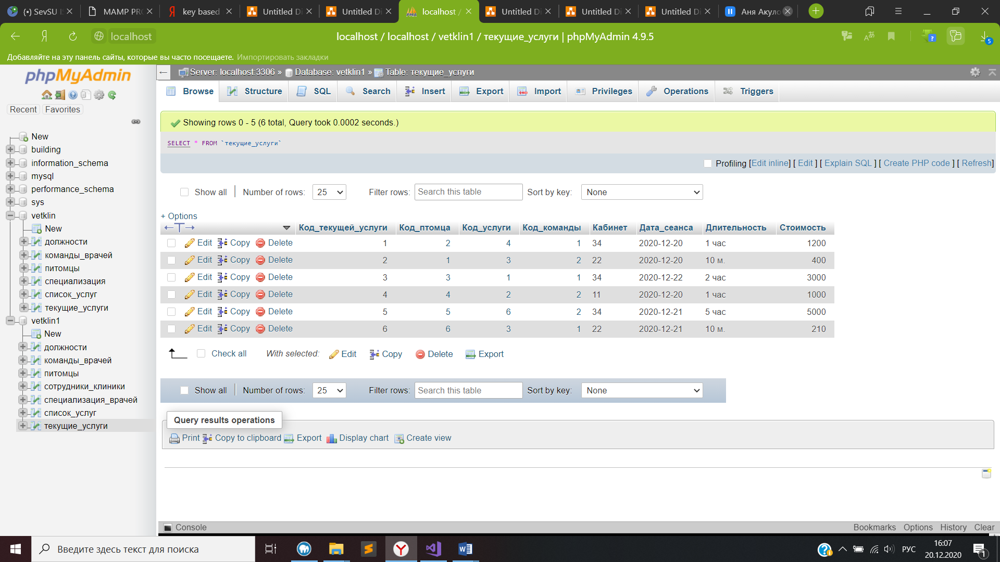 (•) SevSU IS
MAMP PRO
key based
Untitled Di
Untitled Di
localhost /
Untitled Di
Untitled Di
Untitled Di
Аня Акуло
localhost
localhost / localhost / vetklin1 / текущие_услуги | phpMyAdmin 4.9.5
5
Добавляйте на эту панель сайты, которые вы часто посещаете. Импортировать закладки
phpMyAdmin
Recent Favorites
New
building
information_schema
mysql
performance_schema
sys
vetklin
New
должности
команды_врачей
питомцы
специализация
список_услуг
текущие_услуги
vetklin1
New
должности
команды_врачей
питомцы
сотрудники_клиники
специализация_врачей
список_услуг
текущие_услуги
Server: localhost:3306 » Database: vetklin1 » Table: текущие_услуги
Browse Structure SQL Search Insert Export Import Privileges Operations Triggers
Showing rows 0 - 5 (6 total, Query took 0.0002 seconds.)
SELECT * FROM `текущие_услуги`
Profiling [Edit inline] [ Edit ] [ Explain SQL ] [ Create PHP code ] [ Refresh]
Show all Number of rows: 25 Filter rows: Search this table Sort by key: None
+ Options
←T→ Код_текущей_услуги Код_птомца Код_услуги Код_команды Кабинет Дата_сеанса Длительность Стоимость
Edit Copy Delete 1 2 4 1 34 2020-12-20 1 час 1200
Edit Copy Delete 2 1 3 2 22 2020-12-20 10 м. 400
Edit Copy Delete 3 3 1 1 34 2020-12-22 2 час 3000
Edit Copy Delete 4 4 2 2 11 2020-12-20 1 час 1000
Edit Copy Delete 5 5 6 2 34 2020-12-21 5 час 5000
Edit Copy Delete 6 6 3 1 22 2020-12-21 10 м. 210
Check all With selected: Edit Copy Delete Export
Show all Number of rows: 25 Filter rows: Search this table Sort by key: None
Query results operations
Print Copy to clipboard Export Display chart Create view
Console Bookmarks Options History Clear
Введите здесь текст для поиска
РУС
16:07
20.12.2020
1